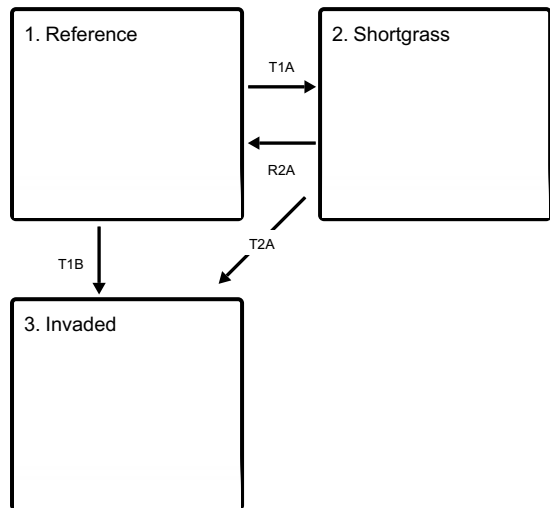 1. Reference
2. Shortgrass
T1A
R2A
T2A
T1B
3. Invaded